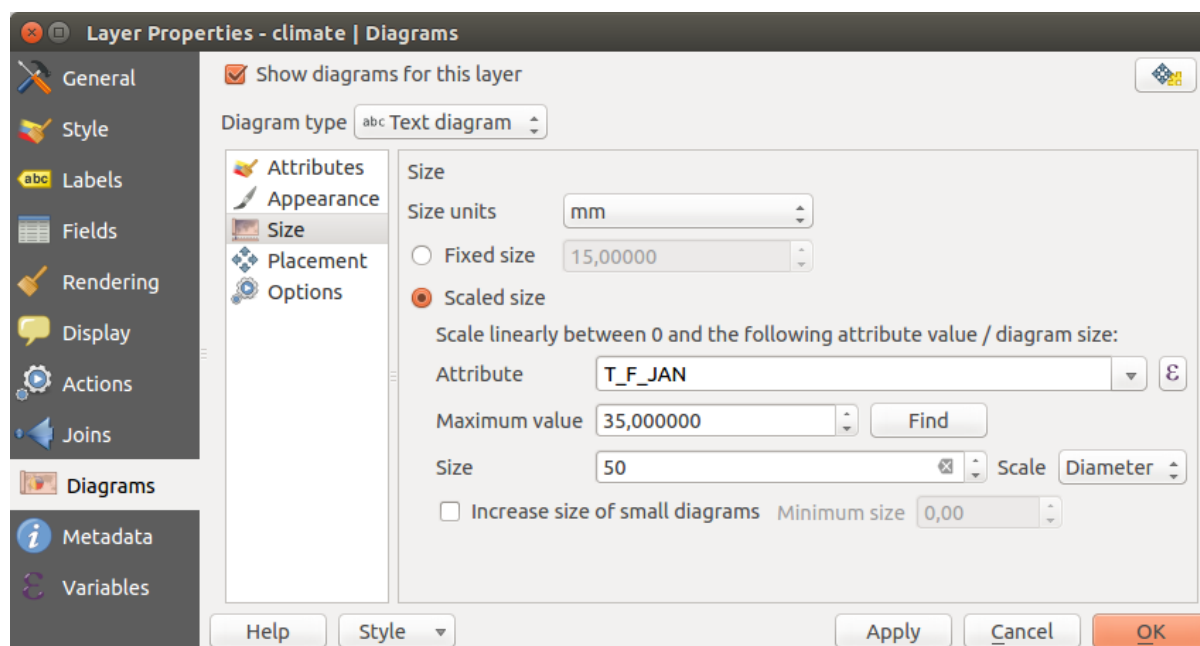 Layer Properties - climate | Diagrams
General
Style
abc Labels
Fields
Rendering
Display
Actions
Joins
Diagrams
Metadata
Variables
Show diagrams for this layer
Diagram type abc Text diagram
Attributes
Appearance
Size
Placement
Options
Size
Size units mm
Fixed size 15,00000
Scaled size
Scale linearly between 0 and the following attribute value / diagram size:
Attribute T_F_JAN ε
Maximum value 35,000000 Find
Size 50 Scale Diameter
Increase size of small diagrams Minimum size 0,00
Help Style Apply Cancel OK